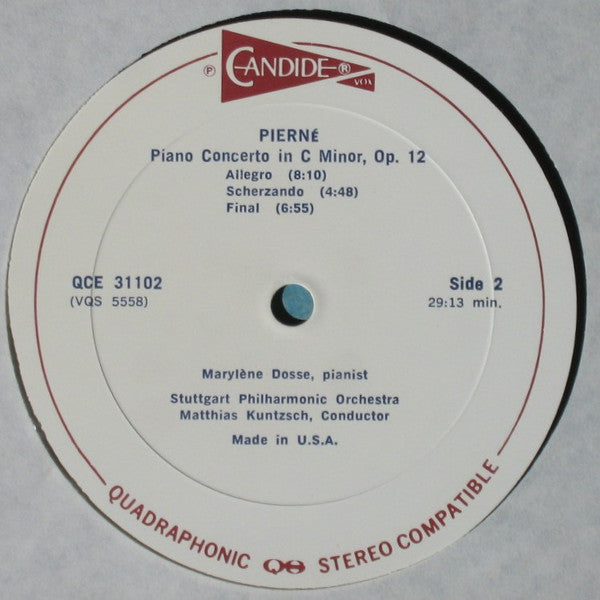 ℗ CANDIDE ® VOX
PIERNÉ
Piano Concerto in C Minor, Op. 12
Allegro (8:10)
Scherzando (4:48)
Final (6:55)
QCE 31102
(VQS 5558)
Side 2
29:13 min.
Marylène Dosse, pianist
Stuttgart Philharmonic Orchestra
Matthias Kuntzsch, Conductor
Made in U.S.A.
QUADRAPHONIC QS STEREO COMPATIBLE